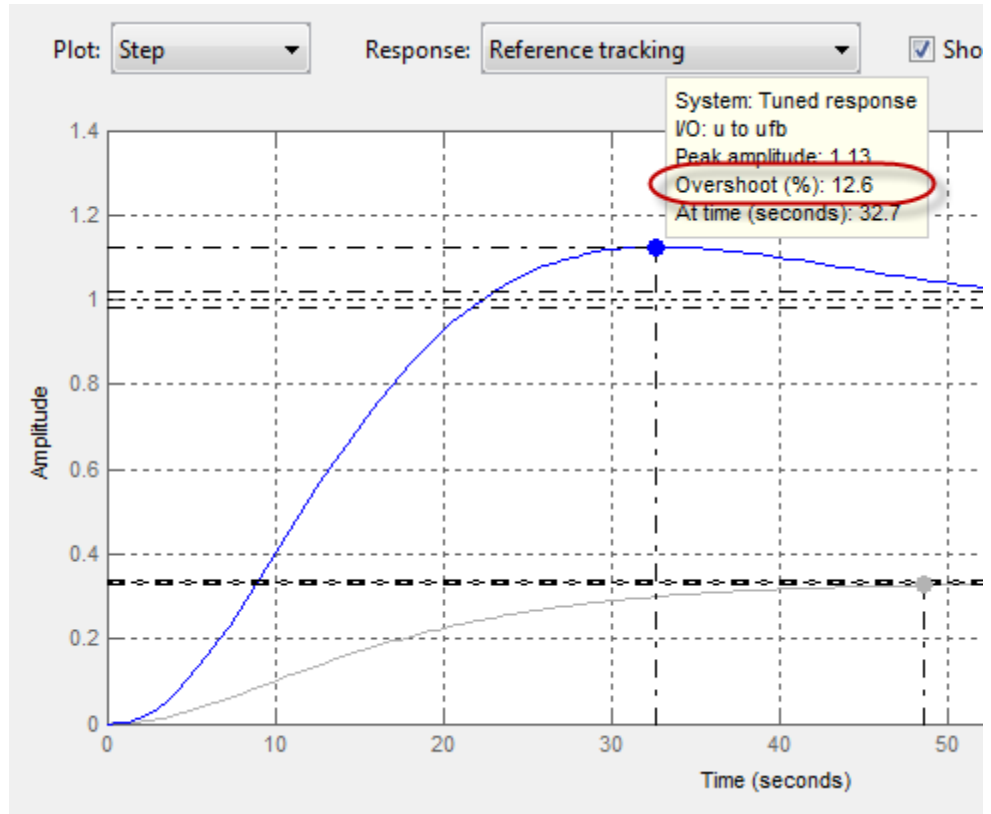 Plot: Step Response: Reference tracking Sho
System: Tuned response
I/O: u to ufb
Peak amplitude: 1.13
Overshoot (%): 12.6
At time (seconds): 32.7
1.4
1.2
1
0.8
0.6
0.4
0.2
0
Amplitude
0 10 20 30 40 50
Time (seconds)